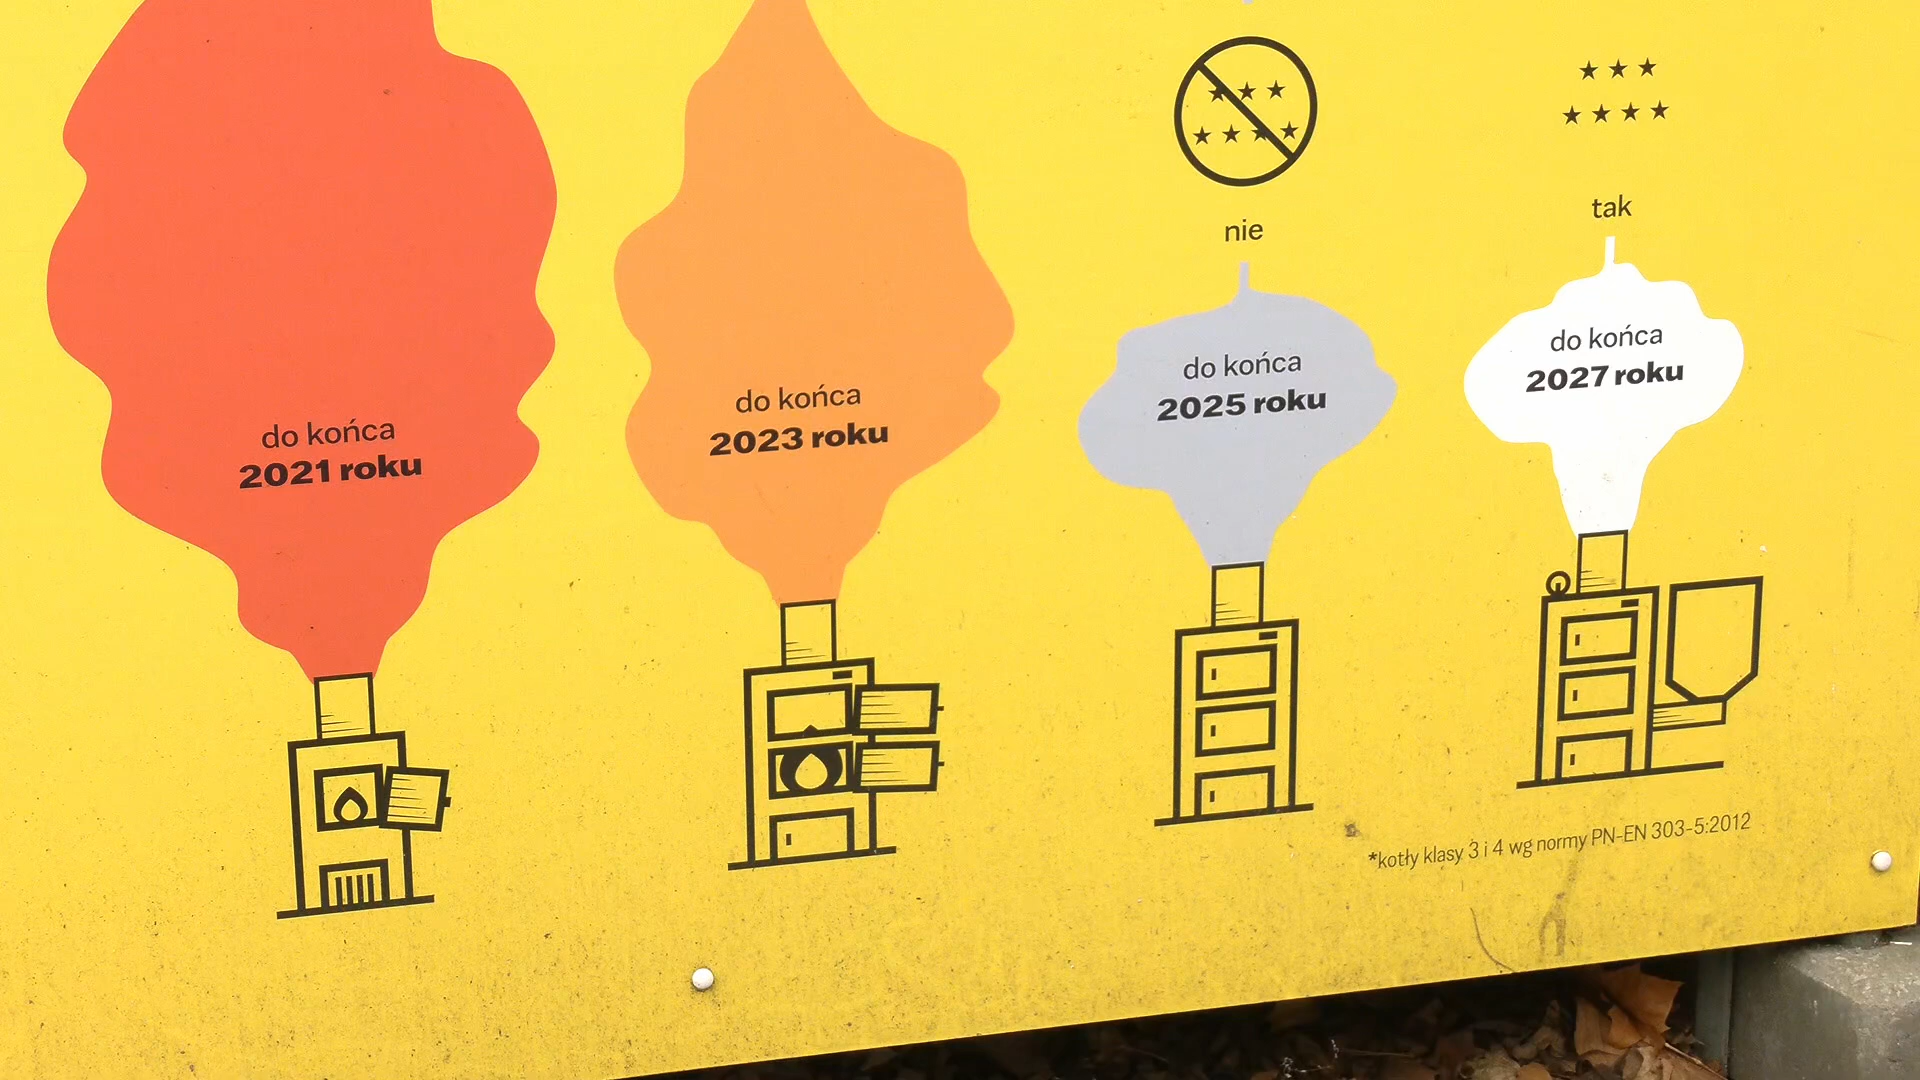 nie
tak
do końca
2021 roku
do końca
2023 roku
do końca
2025 roku
do końca
2027 roku
*kotły klasy 3 i 4 wg normy PN-EN 303-5:2012